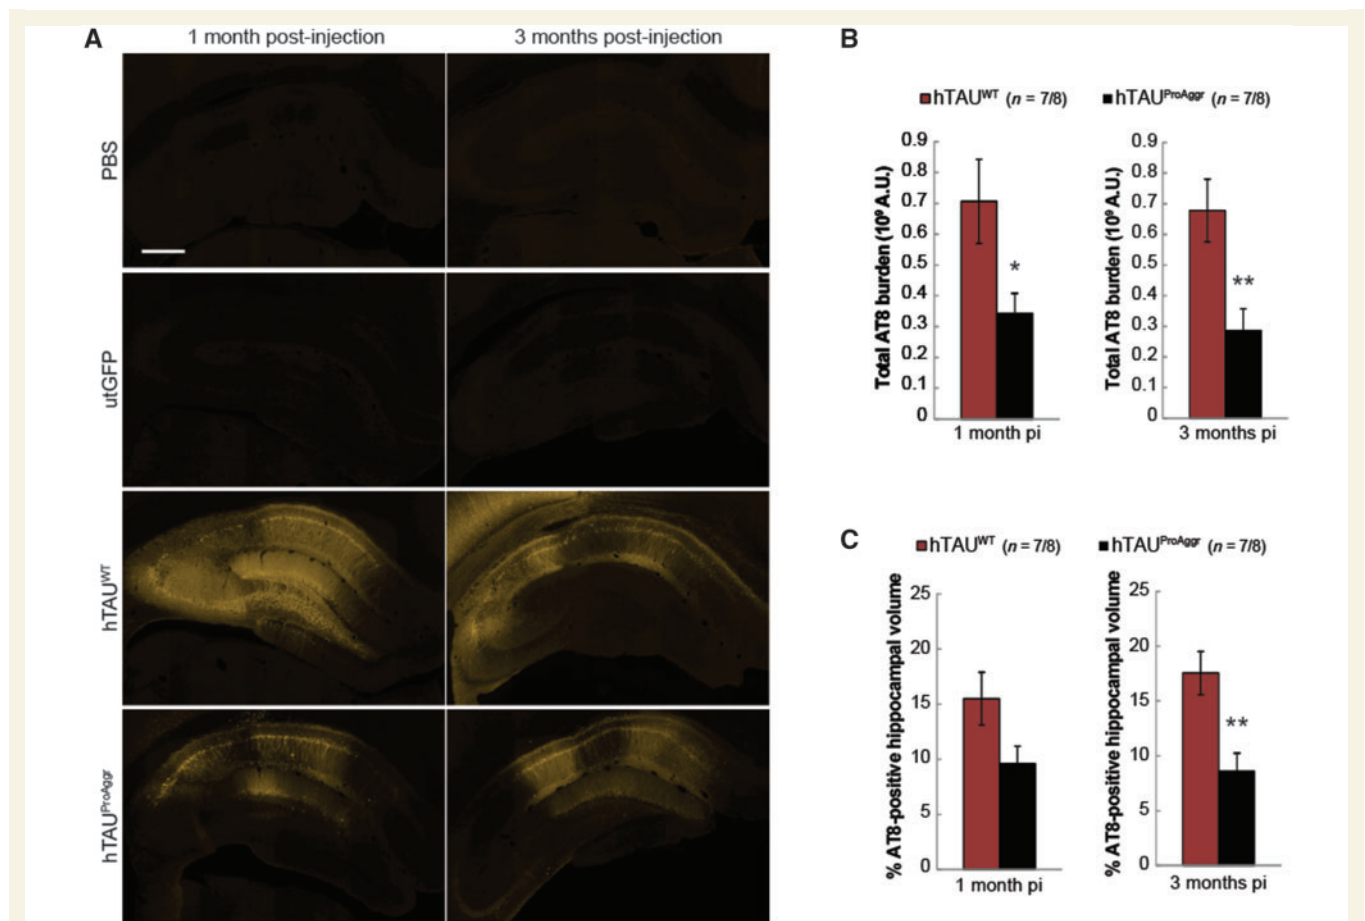 A
1 month post-injection
3 months post-injection
PBS
utGFP
hTAUWT
hTAUProAggr
B
hTAUWT (n = 7/8)
hTAUProAggr (n = 7/8)
Total AT8 burden (10⁹ A.U.)
0.9
0.8
0.7
0.6
0.5
0.4
0.3
0.2
0.1
0
*
1 month pi
Total AT8 burden (10⁹ A.U.)
0.9
0.8
0.7
0.6
0.5
0.4
0.3
0.2
0.1
0
**
3 months pi
C
hTAUWT (n = 7/8)
hTAUProAggr (n = 7/8)
% AT8-positive hippocampal volume
25
20
15
10
5
0
1 month pi
% AT8-positive hippocampal volume
25
20
15
10
5
0
**
3 months pi